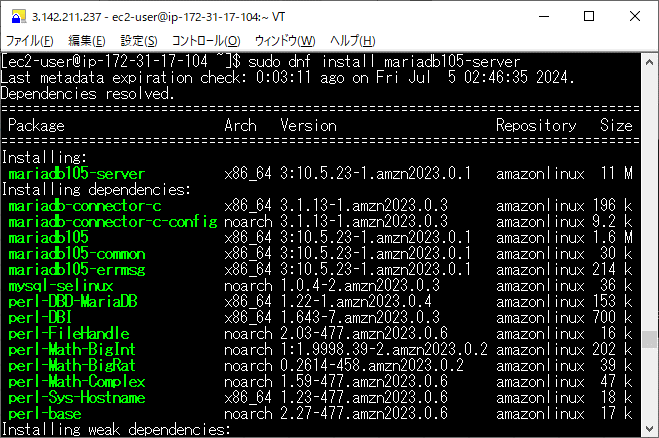 3.142.211.237 - ec2-user@ip-172-31-17-104:~ VT
ファイル(F) 編集(E) 設定(S) コントロール(O) ウィンドウ(W) ヘルプ(H)
[ec2-user@ip-172-31-17-104 ~]$ sudo dnf install mariadb105-server
Last metadata expiration check: 0:03:11 ago on Fri Jul  5 02:46:35 2024.
Dependencies resolved.
================================================================================
Package Arch Version Repository Size
================================================================================
Installing:
mariadb105-server x86_64 3:10.5.23-1.amzn2023.0.1 amazonlinux 11 M
Installing dependencies:
mariadb-connector-c x86_64 3.1.13-1.amzn2023.0.3 amazonlinux 196 k
mariadb-connector-c-config noarch 3.1.13-1.amzn2023.0.3 amazonlinux 9.2 k
mariadb105 x86_64 3:10.5.23-1.amzn2023.0.1 amazonlinux 1.6 M
mariadb105-common x86_64 3:10.5.23-1.amzn2023.0.1 amazonlinux 30 k
mariadb105-errmsg x86_64 3:10.5.23-1.amzn2023.0.1 amazonlinux 214 k
mysql-selinux noarch 1.0.4-2.amzn2023.0.3 amazonlinux 36 k
perl-DBD-MariaDB x86_64 1.22-1.amzn2023.0.4 amazonlinux 153 k
perl-DBI x86_64 1.643-7.amzn2023.0.3 amazonlinux 700 k
perl-FileHandle noarch 2.03-477.amzn2023.0.6 amazonlinux 16 k
perl-Math-BigInt noarch 1:1.9998.39-2.amzn2023.0.2 amazonlinux 202 k
perl-Math-BigRat noarch 0.2614-458.amzn2023.0.2 amazonlinux 39 k
perl-Math-Complex noarch 1.59-477.amzn2023.0.6 amazonlinux 47 k
perl-Sys-Hostname x86_64 1.23-477.amzn2023.0.6 amazonlinux 18 k
perl-base noarch 2.27-477.amzn2023.0.6 amazonlinux 17 k
Installing weak dependencies: